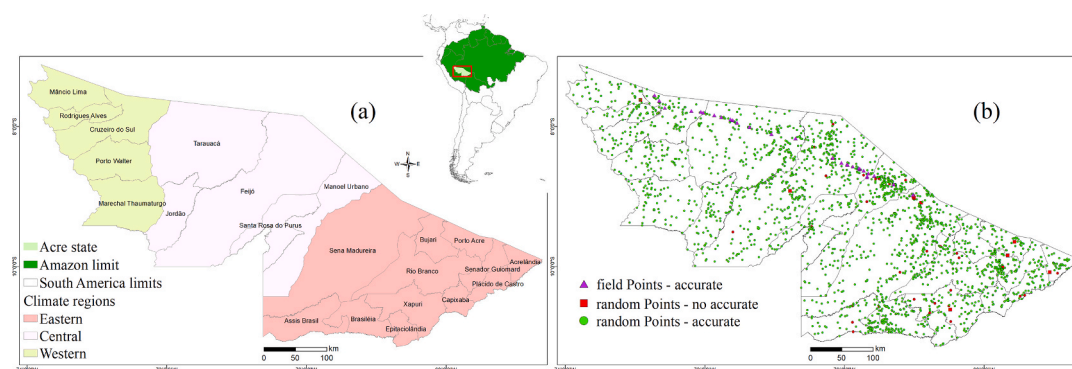 (a)
N
W E
S
Mâncio Lima
Rodrigues Alves
Cruzeiro do Sul
Porto Walter
Marechal Thaumaturgo
Tarauacá
Feijó
Jordão
Manoel Urbano
Santa Rosa do Purus
Sena Madureira
Bujari
Porto Acre
Acrelândia
Rio Branco
Senador Guiomard
Plácido de Castro
Xapuri
Capixaba
Assis Brasil
Brasiléia
Epitaciolândia
Acre state
Amazon limit
South America limits
Climate regions
Eastern
Central
Western
km
0 50 100
(b)
field Points - accurate
random Points - no accurate
random Points - accurate
km
0 50 100